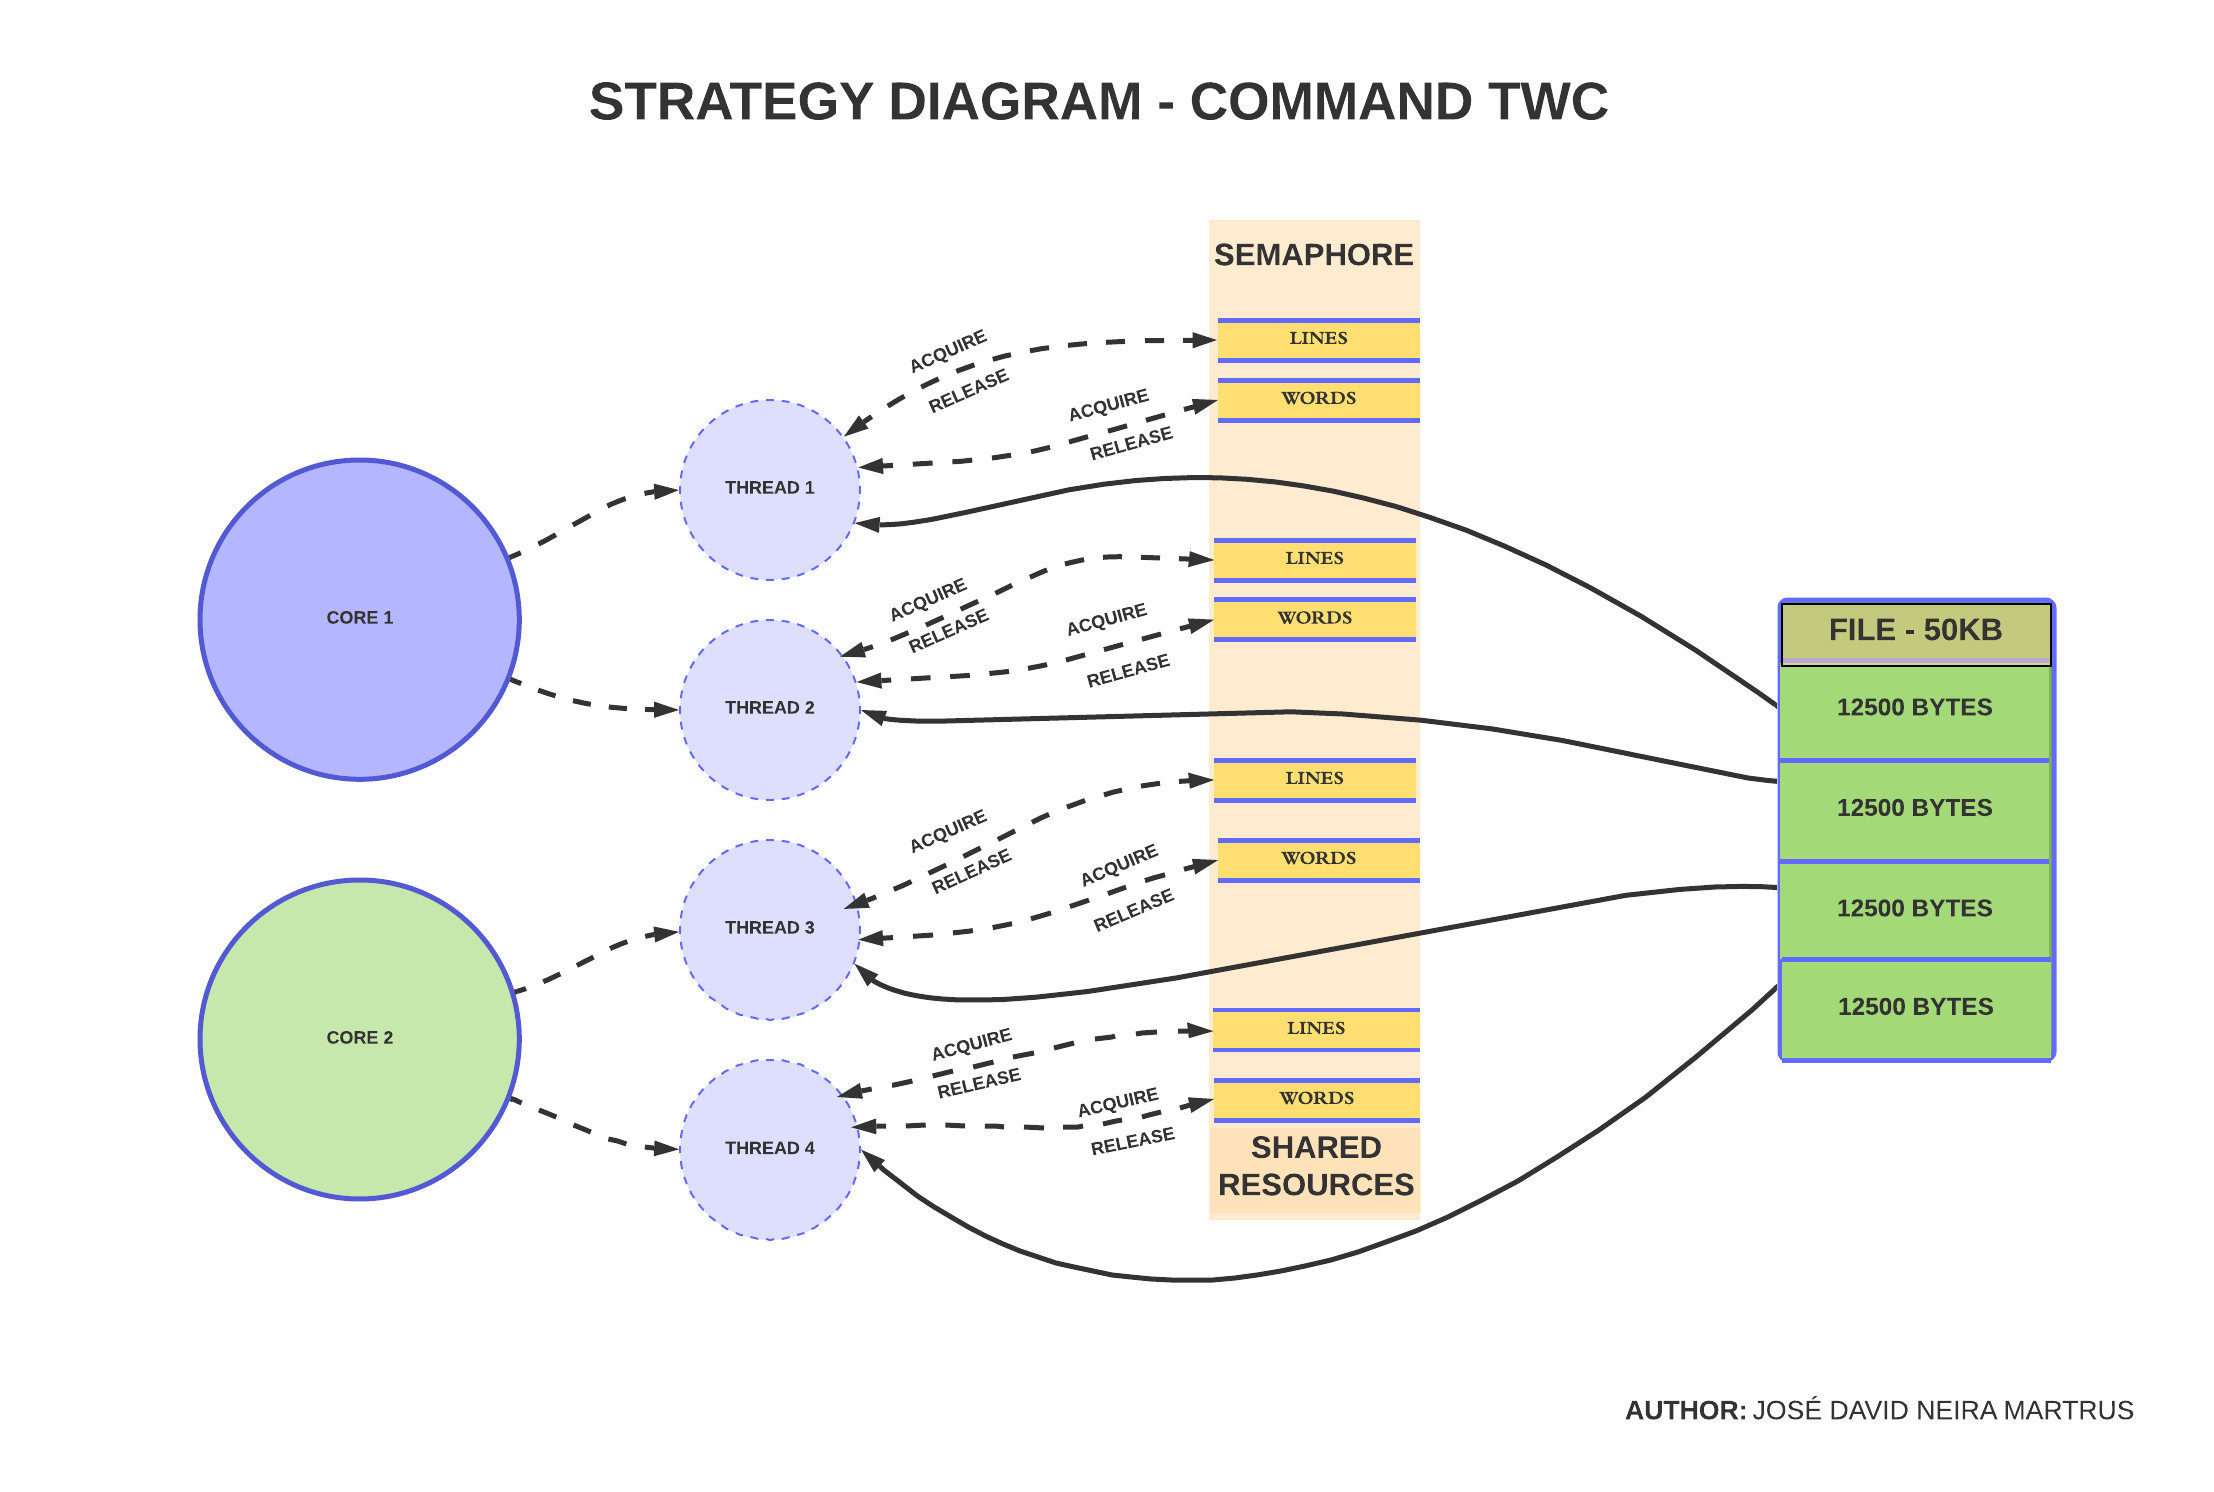 STRATEGY DIAGRAM - COMMAND TWC
SEMAPHORE
ACQUIRE
RELEASE
LINES
ACQUIRE
RELEASE
WORDS
THREAD 1
CORE 1
ACQUIRE
RELEASE
LINES
ACQUIRE
RELEASE
WORDS
THREAD 2
ACQUIRE
RELEASE
LINES
ACQUIRE
RELEASE
WORDS
THREAD 3
CORE 2
ACQUIRE
RELEASE
LINES
ACQUIRE
RELEASE
WORDS
THREAD 4
SHARED
RESOURCES
FILE - 50KB
12500 BYTES
12500 BYTES
12500 BYTES
12500 BYTES
AUTHOR: JOSÉ DAVID NEIRA MARTRUS